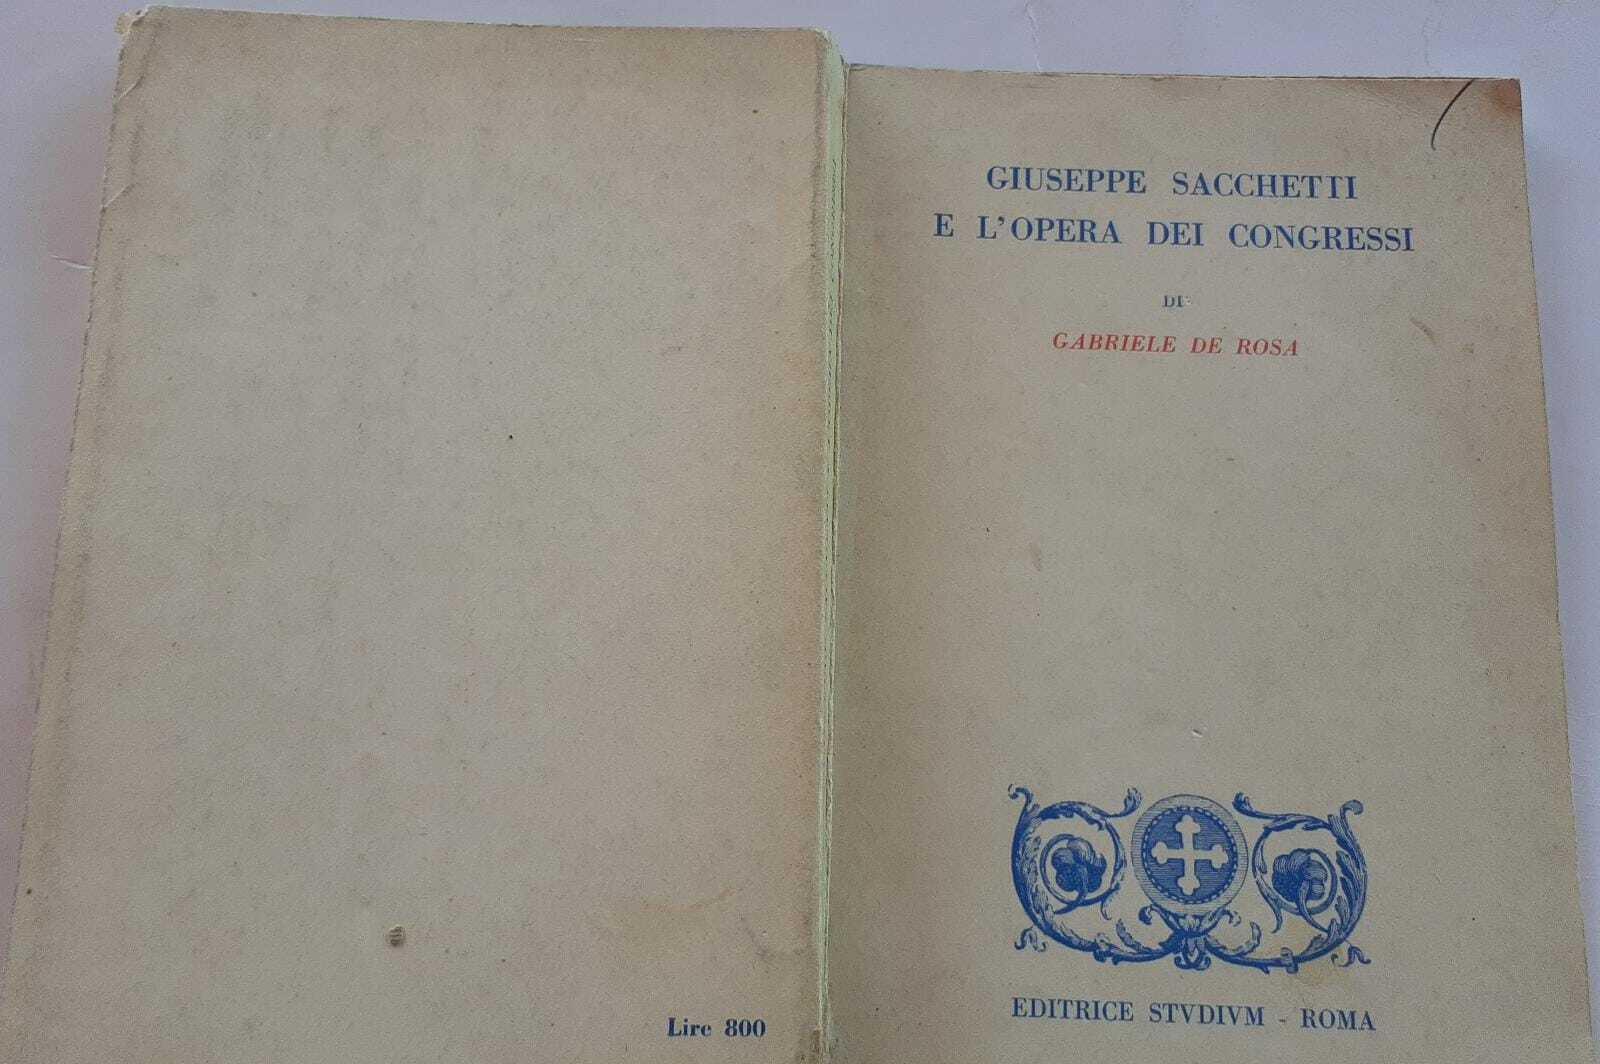 Lire 800
GIUSEPPE SACCHETTI
E L'OPERA DEI CONGRESSI
DI
GABRIELE DE ROSA
EDITRICE STVDIVM - ROMA